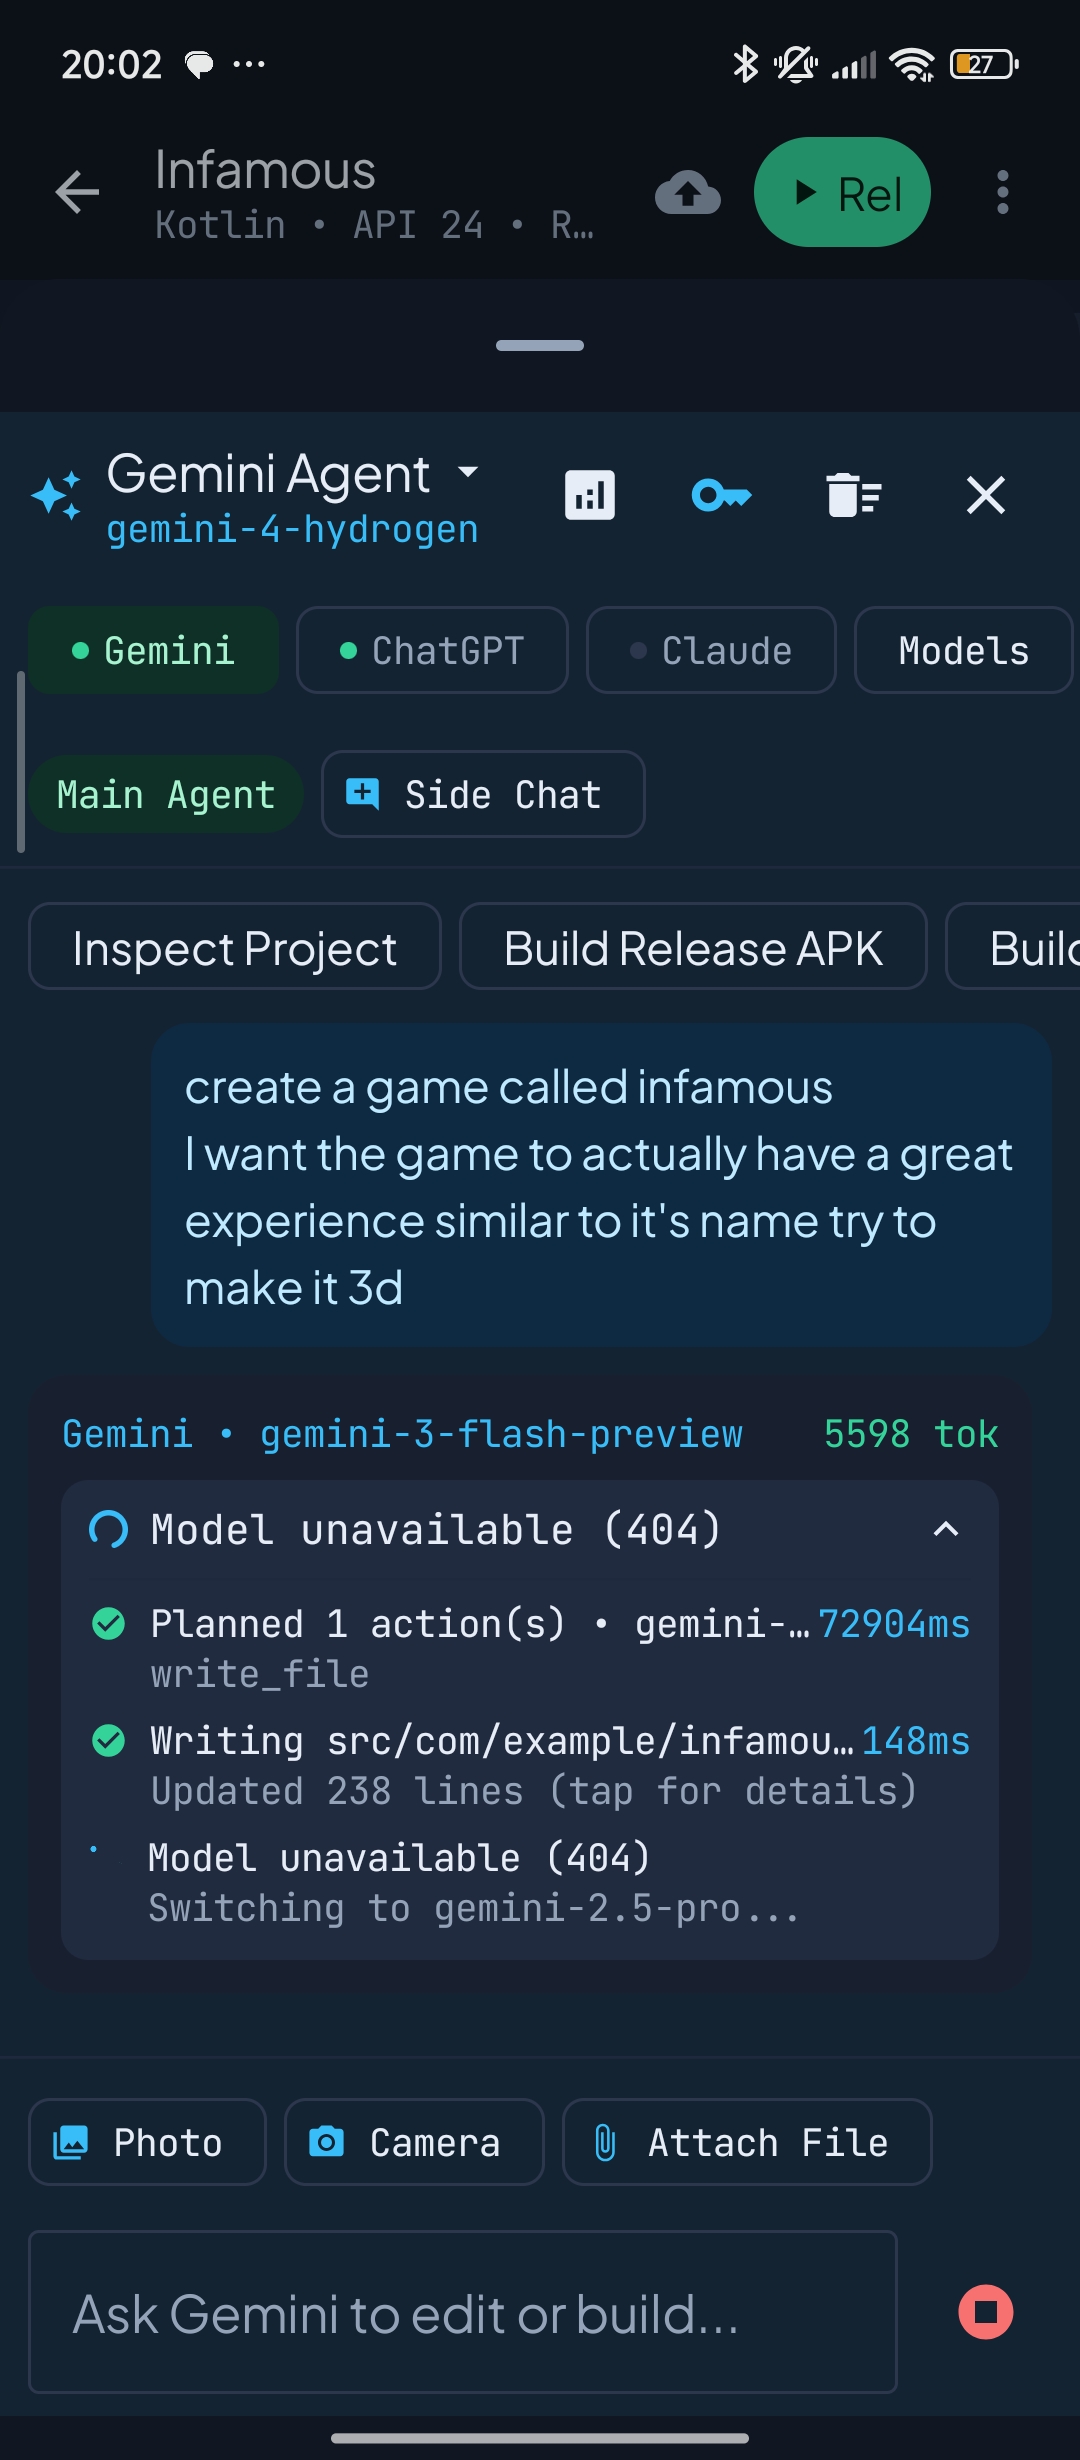 20:02
27
Infamous
Kotlin • API 24 • R…
Rel
Gemini Agent
gemini-4-hydrogen
Gemini
ChatGPT
Claude
Models
Main Agent
Side Chat
Inspect Project
Build Release APK
Build
create a game called infamous
I want the game to actually have a great
experience similar to it's name try to
make it 3d
Gemini • gemini-3-flash-preview
5598 tok
Model unavailable (404)
Planned 1 action(s) • gemini-… 72904ms
write_file
Writing src/com/example/infamou… 148ms
Updated 238 lines (tap for details)
Model unavailable (404)
Switching to gemini-2.5-pro...
Photo
Camera
Attach File
Ask Gemini to edit or build...